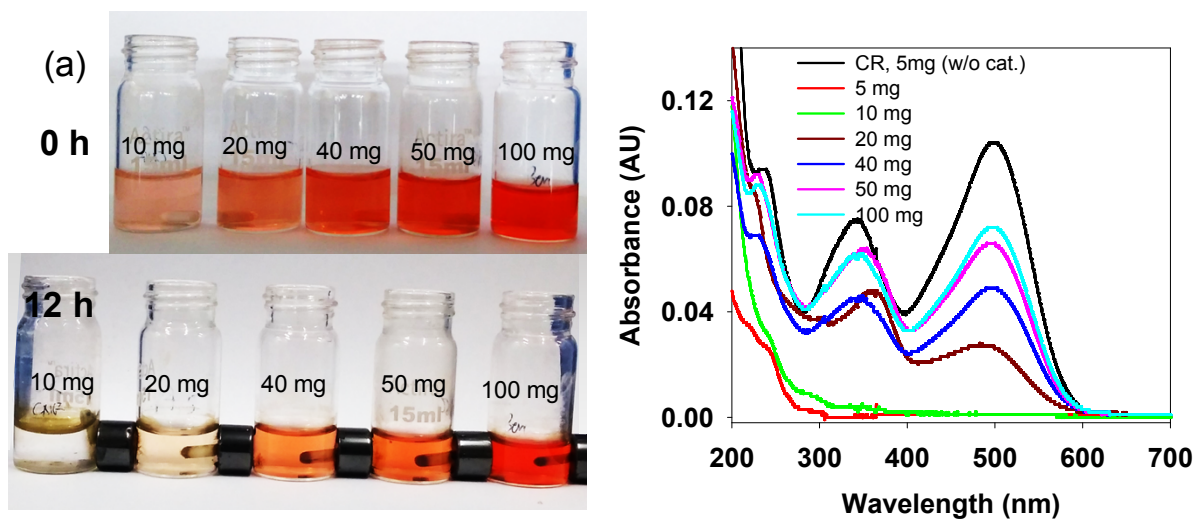 (a)
0 h
10 mg
20 mg
40 mg
50 mg
100 mg
Actira
15ml
12 h
10 mg
20 mg
40 mg
50 mg
100 mg
15ml
CR, 5mg (w/o cat.)
5 mg
10 mg
20 mg
40 mg
50 mg
100 mg
Absorbance (AU)
0.12
0.08
0.04
0.00
200 300 400 500 600 700
Wavelength (nm)